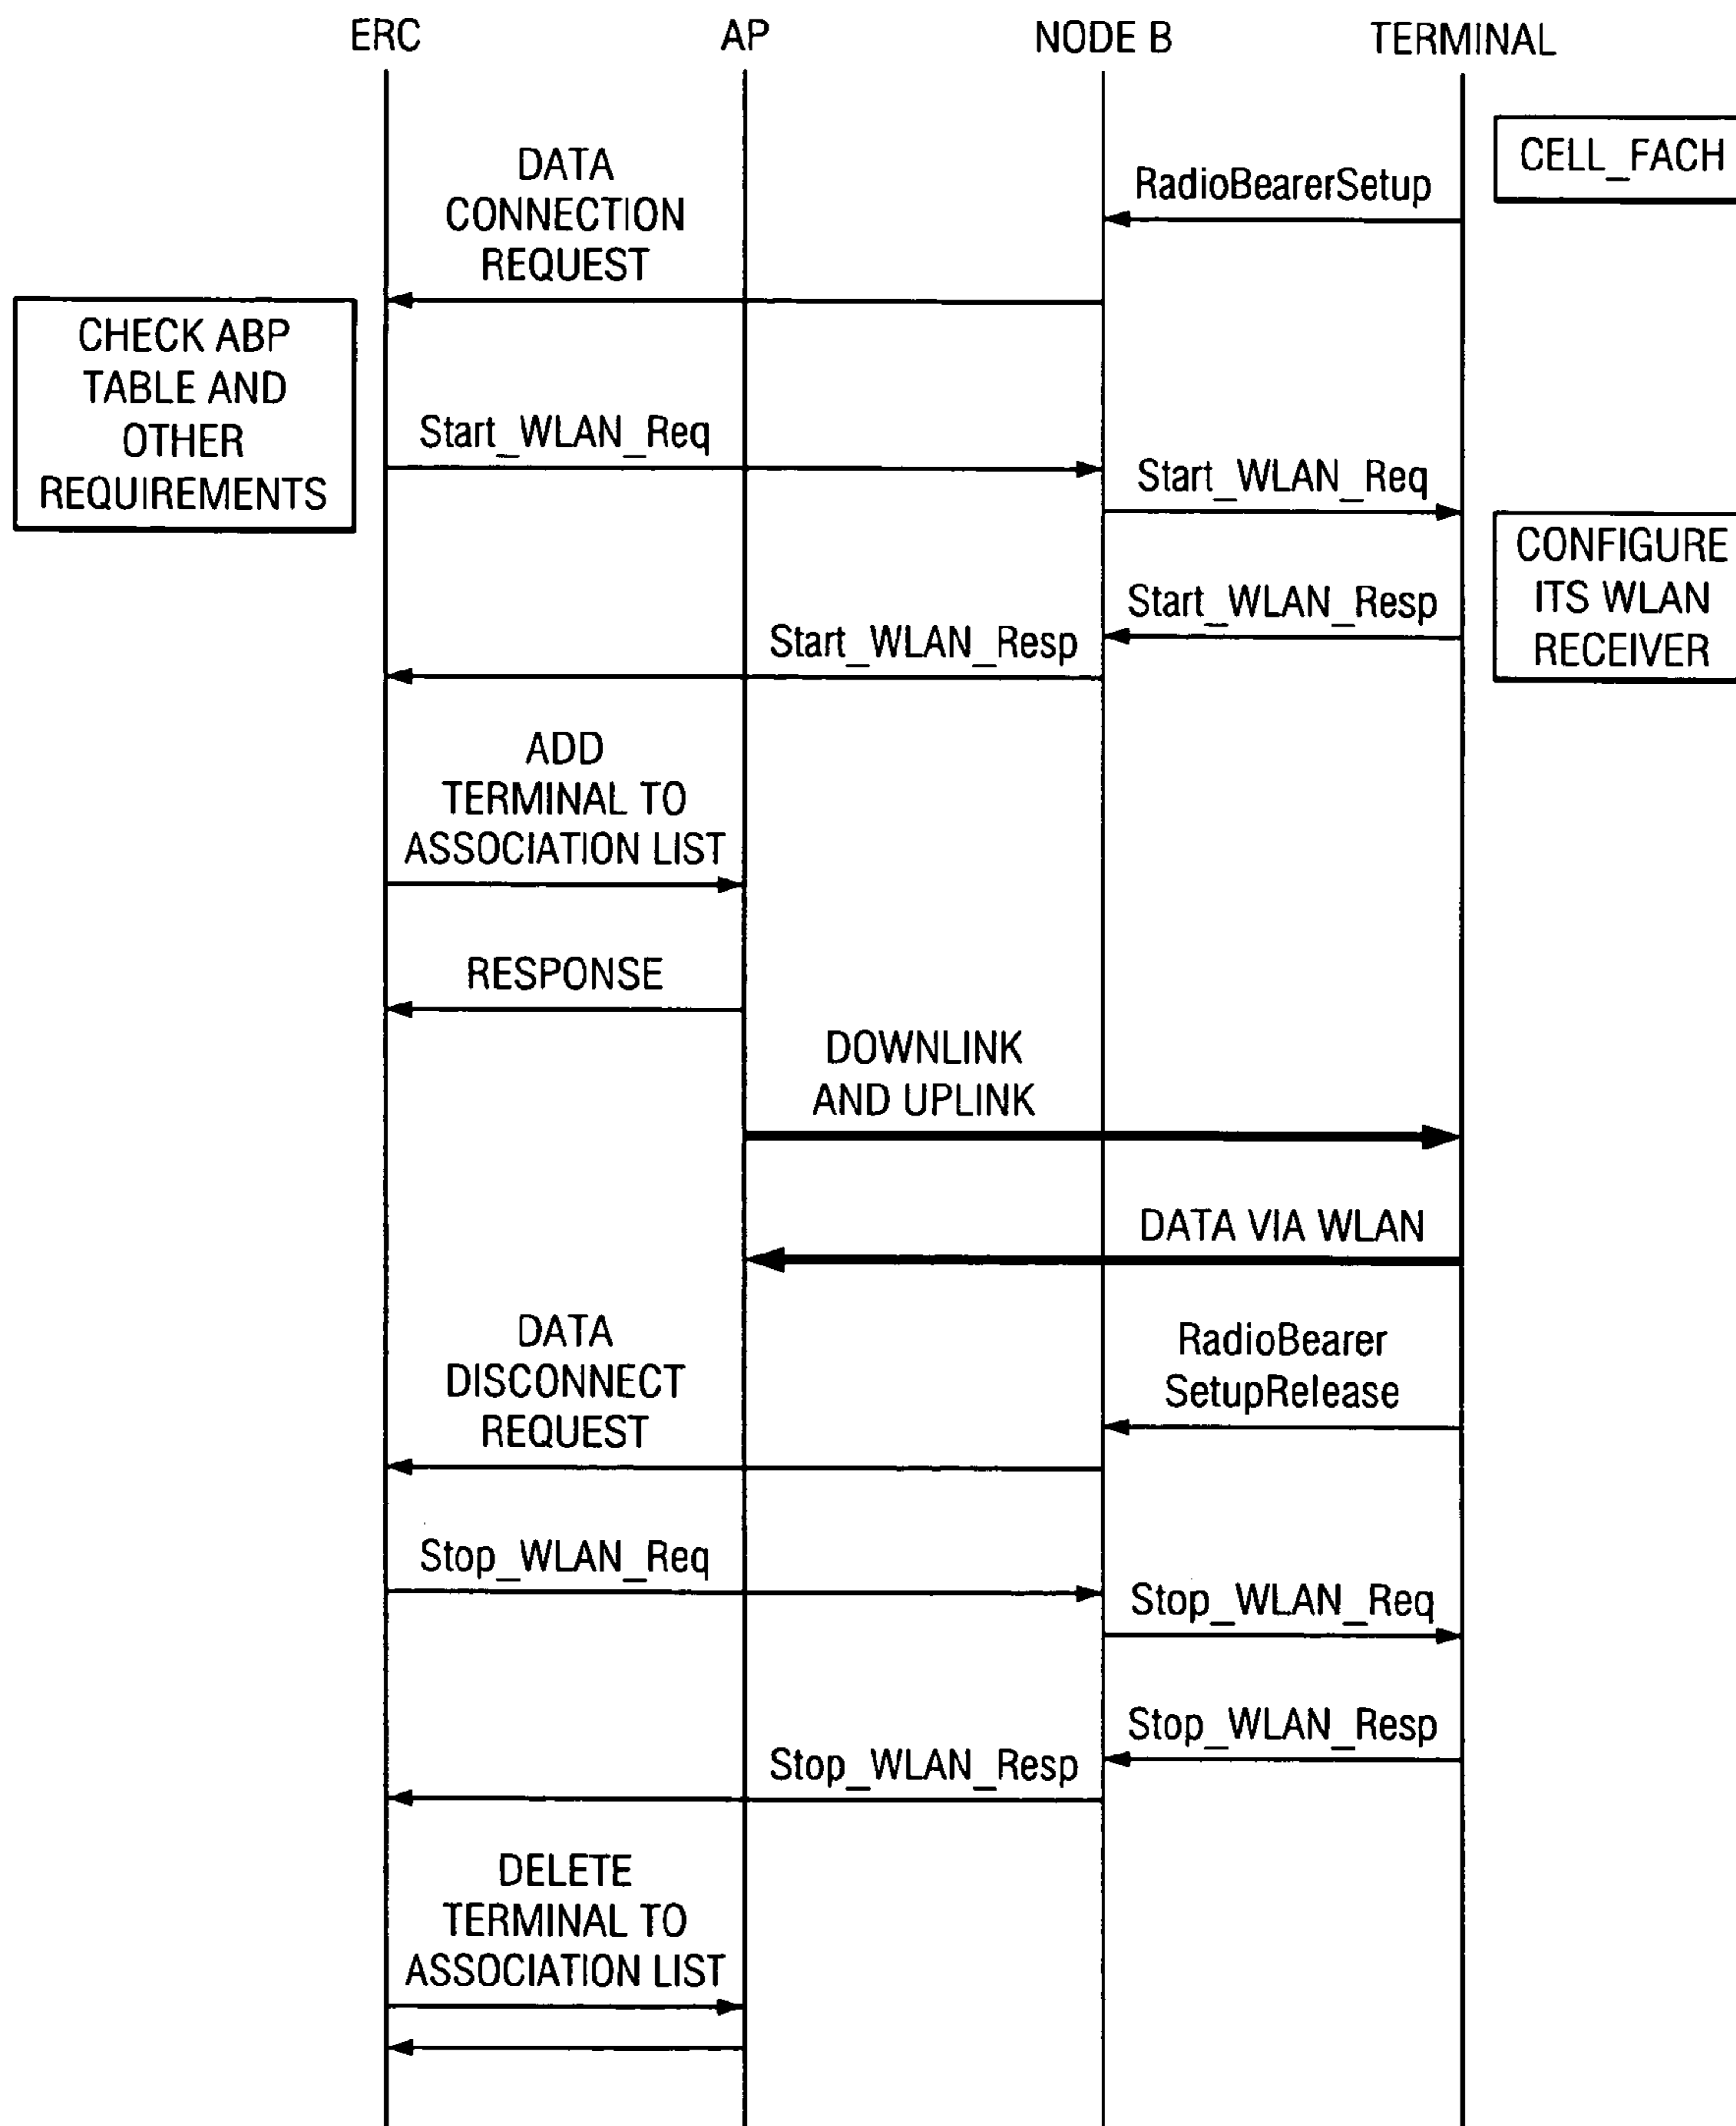 ERC
AP
NODE B
TERMINAL
CELL_FACH
DATA
CONNECTION
REQUEST
RadioBearerSetup
CHECK ABP
TABLE AND
OTHER
REQUIREMENTS
Start_WLAN_Req
Start_WLAN_Req
CONFIGURE
ITS WLAN
RECEIVER
Start_WLAN_Resp
Start_WLAN_Resp
ADD
TERMINAL TO
ASSOCIATION LIST
RESPONSE
DOWNLINK
AND UPLINK
DATA VIA WLAN
DATA
DISCONNECT
REQUEST
RadioBearer
SetupRelease
Stop_WLAN_Req
Stop_WLAN_Req
Stop_WLAN_Resp
Stop_WLAN_Resp
DELETE
TERMINAL TO
ASSOCIATION LIST